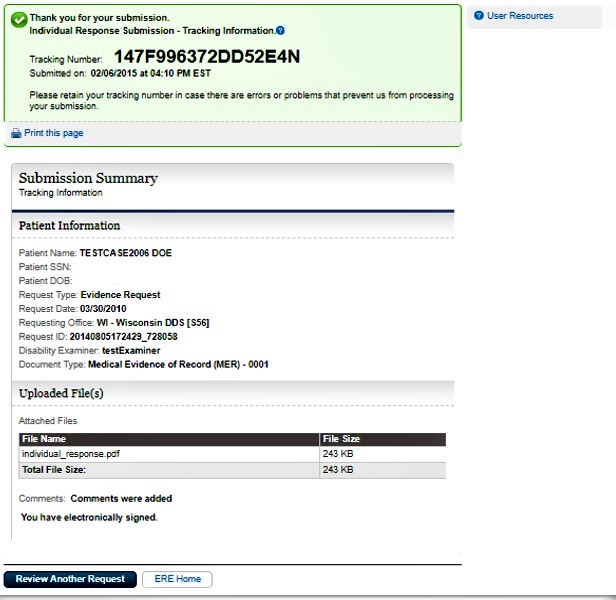 Thank you for your submission.
Individual Response Submission - Tracking Information.
User Resources
Tracking Number: 147F996372DD52E4N
Submitted on: 02/06/2015 at 04:10 PM EST
Please retain your tracking number in case there are errors or problems that prevent us from processing
your submission.
Print this page
Submission Summary
Tracking Information
Patient Information
Patient Name: TESTCASE2006 DOE
Patient SSN:
Patient DOB:
Request Type: Evidence Request
Request Date: 03/30/2010
Requesting Office: WI - Wisconsin DDS [S56]
Request ID: 20140805172429_728058
Disability Examiner: testExaminer
Document Type: Medical Evidence of Record (MER) - 0001
Uploaded File(s)
Attached Files
File Name File Size
individual_response.pdf 243 KB
Total File Size: 243 KB
Comments: Comments were added
You have electronically signed.
Review Another Request ERE Home